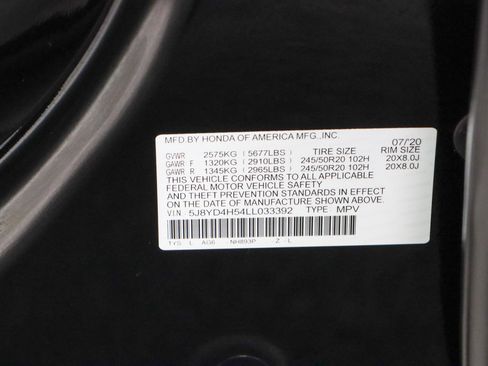 MFD BY HONDA OF AMERICA MFG.,INC. 07/20
GVWR 2575KG ( 5677LBS ) TIRE SIZE RIM SIZE
GAWR F 1320KG ( 2910LBS ) 245/50R20 102H 20X8.0J
GAWR R 1345KG ( 2965LBS ) 245/50R20 102H 20X8.0J
THIS VEHICLE CONFORMS TO ALL APPLICABLE
FEDERAL MOTOR VEHICLE SAFETY
AND THEFT PREVENTION STANDARDS IN EFFECT
ON THE DATE OF MANUFACTURE SHOWN ABOVE.
VIN: 5J8YD4H54LL033392 TYPE: MPV
TYS L AG6 NH893P Z -L